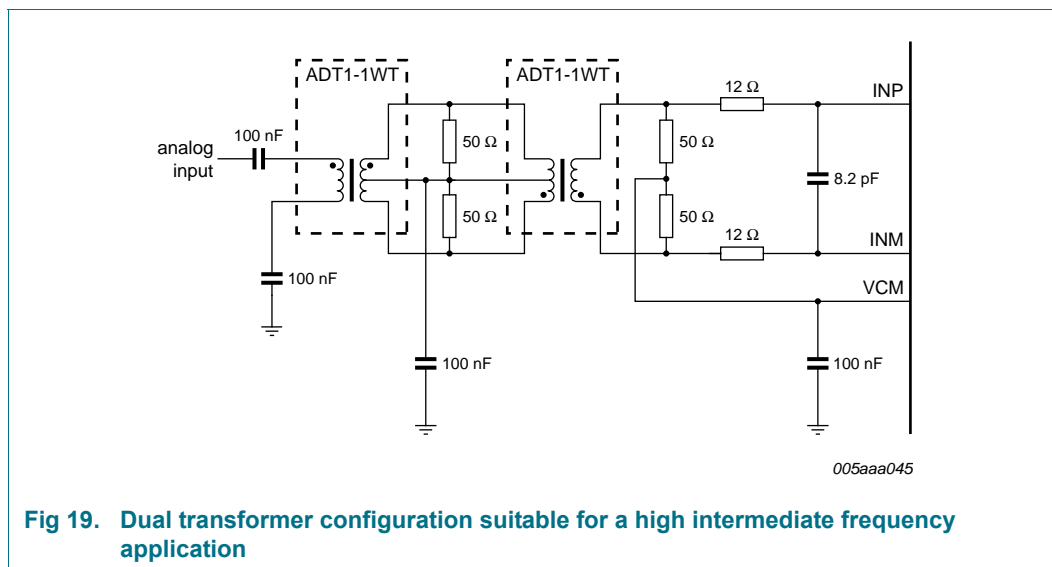 ADT1-1WT
ADT1-1WT
12 Ω
INP
100 nF
analog
input
50 Ω
50 Ω
8.2 pF
50 Ω
50 Ω
12 Ω
INM
100 nF
VCM
100 nF
100 nF
005aaa045
Fig 19. Dual transformer configuration suitable for a high intermediate frequency
application